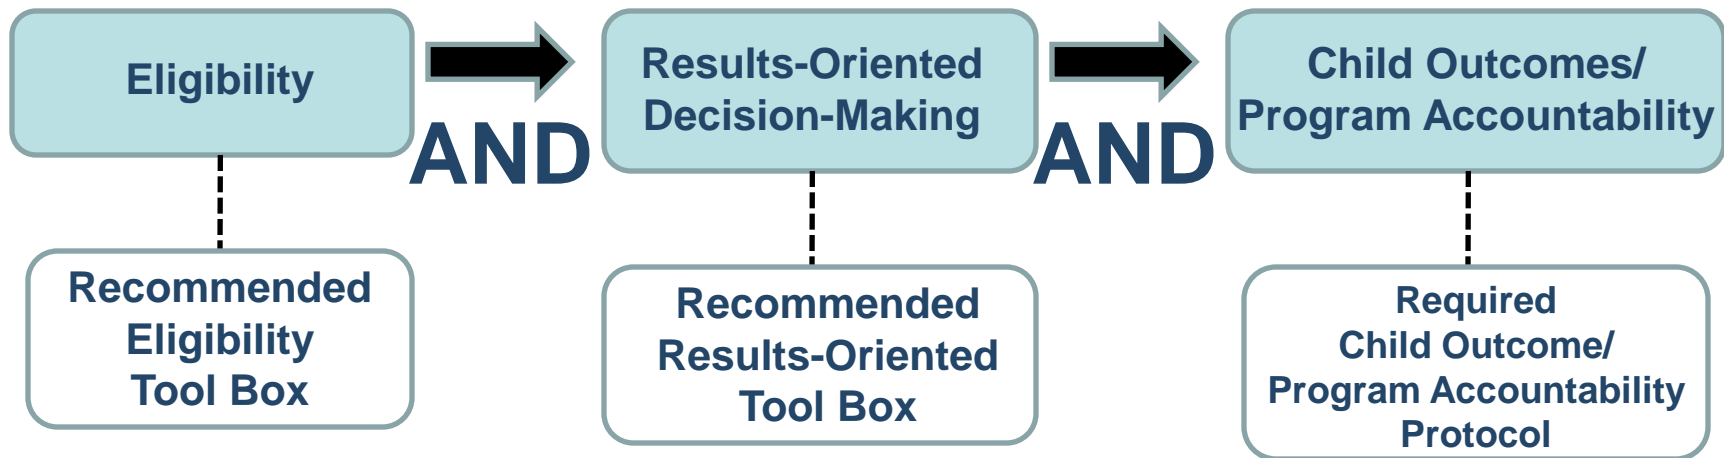 Eligibility
AND
Results-Oriented
Decision-Making
AND
Child Outcomes/
Program Accountability
Recommended
Eligibility
Tool Box
Recommended
Results-Oriented
Tool Box
Required
Child Outcome/
Program Accountability
Protocol